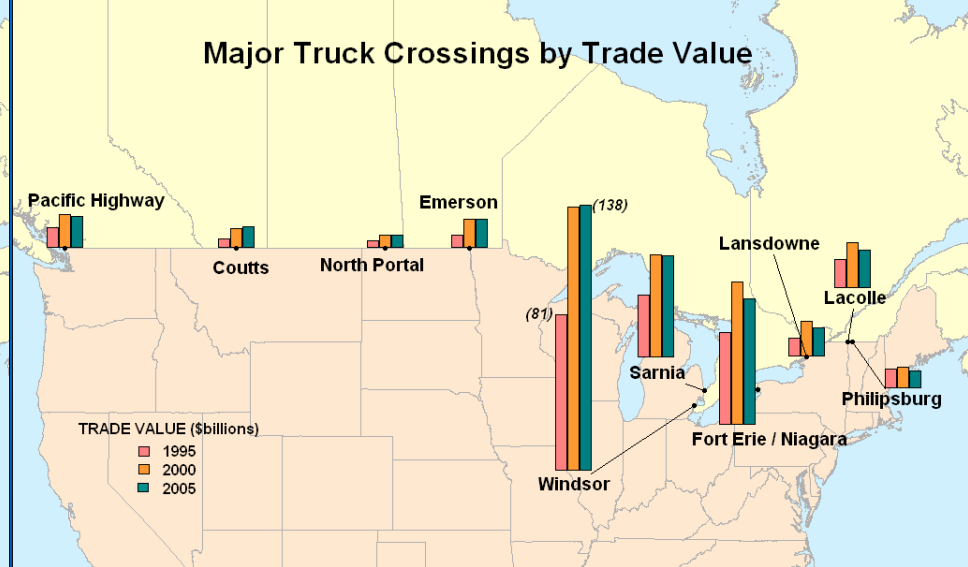 Major Truck Crossings by Trade Value
Pacific Highway
Emerson
(138)
Lansdowne
Coutts
North Portal
Lacolle
(81)
Sarnia
Philipsburg
TRADE VALUE ($billions)
Fort Erie / Niagara
1995
2000
Windsor
2005